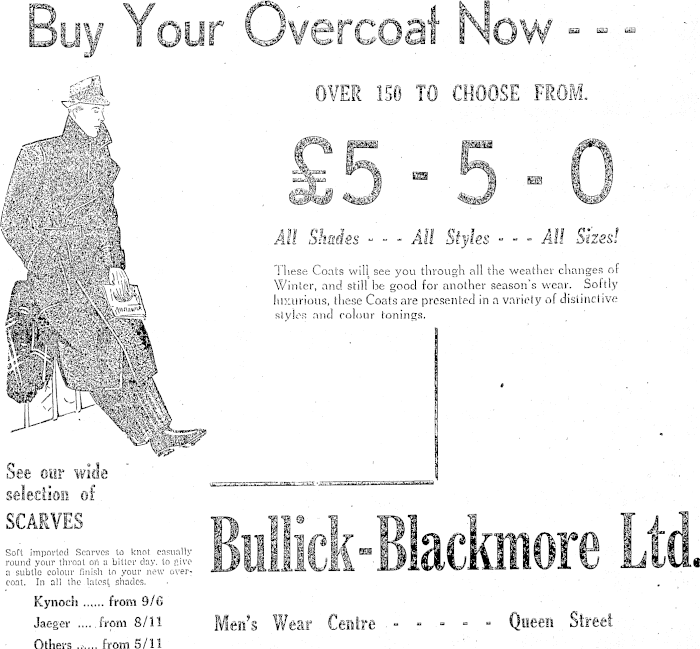 Buy Your Overcoat Now - - -
OVER 150 TO CHOOSE FROM.
£5 - 5 - 0
All Shades - - - All Styles - - - All Sizes!
These Coats will see you through all the weather changes of
Winter, and still be good for another season's wear. Softly
luxurious, these Coats are presented in a variety of distinctive
styles and colour tonings.
See our wide
selection of
SCARVES
Soft imported Scarves to knot casually
round your throat on a bitter day, to give
a subtle colour finish to your new over-
coat. In all the latest shades.
Kynoch ...... from 9/6
Jaeger .... from 8/11
Others ...... from 5/11
Bullick-Blackmore Ltd.
Men's Wear Centre - - - - - Queen Street